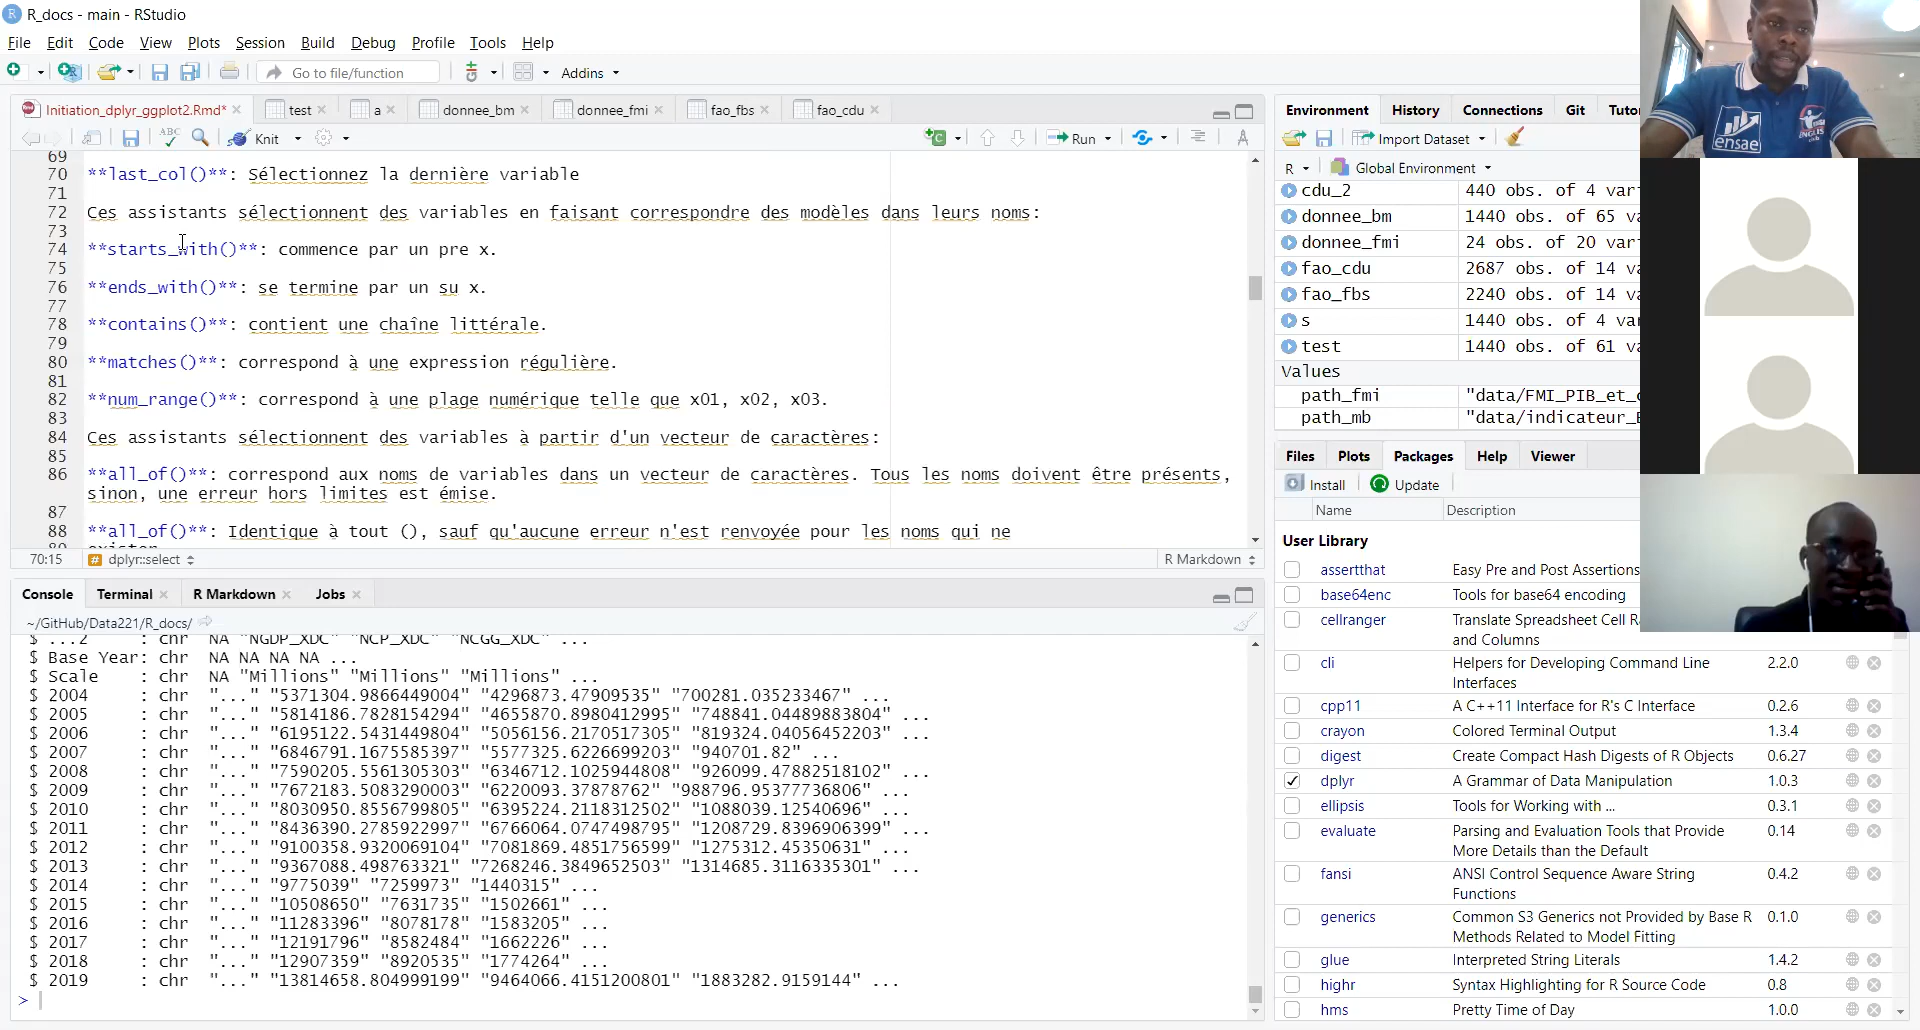 R_docs - main - RStudio
File Edit Code View Plots Session Build Debug Profile Tools Help
Go to file/function Addins
Initiation_dplyr_ggplot2.Rmd* test a donnee_bm donnee_fmi fao_fbs fao_cdu
ABC Knit Run
69
70 **last_col()**: Sélectionnez la dernière variable
71
72 Ces assistants sélectionnent des variables en faisant correspondre des modèles dans leurs noms:
73
74 **starts_with()**: commence par un pre x.
75
76 **ends_with()**: se termine par un su x.
77
78 **contains()**: contient une chaîne littérale.
79
80 **matches()**: correspond à une expression régulière.
81
82 **num_range()**: correspond à une plage numérique telle que x01, x02, x03.
83
84 Ces assistants sélectionnent des variables à partir d'un vecteur de caractères:
85
86 **all_of()**: correspond aux noms de variables dans un vecteur de caractères. Tous les noms doivent être présents,
sinon, une erreur hors limites est émise.
87
88 **all_of()**: Identique à tout (), sauf qu'aucune erreur n'est renvoyée pour les noms qui ne
70:15 dplyr::select R Markdown
Console Terminal R Markdown Jobs
~/GitHub/Data221/R_docs/
$ ...2 : chr NA "NGDP_XDC" "NCP_XDC" "NCGG_XDC" ...
$ Base Year: chr NA NA NA NA ...
$ Scale : chr NA "Millions" "Millions" "Millions" ...
$ 2004 : chr "..." "5371304.9866449004" "4296873.47909535" "700281.035233467" ...
$ 2005 : chr "..." "5814186.7828154294" "4655870.8980412995" "748841.04489883804" ...
$ 2006 : chr "..." "6195122.5431449804" "5056156.2170517305" "819324.04056452203" ...
$ 2007 : chr "..." "6846791.1675585397" "5577325.6226699203" "940701.82" ...
$ 2008 : chr "..." "7590205.5561305303" "6346712.1025944808" "926099.47882518102" ...
$ 2009 : chr "..." "7672183.5083290003" "6220093.37878762" "988796.95377736806" ...
$ 2010 : chr "..." "8030950.8556799805" "6395224.2118312502" "1088039.12540696" ...
$ 2011 : chr "..." "8436390.2785922997" "6766064.0747498795" "1208729.8396906399" ...
$ 2012 : chr "..." "9100358.9320069104" "7081869.4851756599" "1275312.45350631" ...
$ 2013 : chr "..." "9367088.498763321" "7268246.3849652503" "1314685.3116335301" ...
$ 2014 : chr "..." "9775039" "7259973" "1440315" ...
$ 2015 : chr "..." "10508650" "7631735" "1502661" ...
$ 2016 : chr "..." "11283396" "8078178" "1583205" ...
$ 2017 : chr "..." "12191796" "8582484" "1662226" ...
$ 2018 : chr "..." "12907359" "8920535" "1774264" ...
$ 2019 : chr "..." "13814658.804999199" "9464066.4151200801" "1883282.9159144" ...
>
Environment History Connections Git Tutor
Import Dataset
R Global Environment
cdu_2 440 obs. of 4 var
donnee_bm 1440 obs. of 65 va
donnee_fmi 24 obs. of 20 vari
fao_cdu 2687 obs. of 14 va
fao_fbs 2240 obs. of 14 va
s 1440 obs. of 4 var
test 1440 obs. of 61 va
Values
path_fmi "data/FMI_PIB_et_
path_mb "data/indicateur_
Files Plots Packages Help Viewer
Install Update
Name Description
User Library
assertthat Easy Pre and Post Assertions
base64enc Tools for base64 encoding
cellranger Translate Spreadsheet Cell R
and Columns
cli Helpers for Developing Command Line 2.2.0
Interfaces
cpp11 A C++11 Interface for R's C Interface 0.2.6
crayon Colored Terminal Output 1.3.4
digest Create Compact Hash Digests of R Objects 0.6.27
dplyr A Grammar of Data Manipulation 1.0.3
ellipsis Tools for Working with ... 0.3.1
evaluate Parsing and Evaluation Tools that Provide 0.14
More Details than the Default
fansi ANSI Control Sequence Aware String 0.4.2
Functions
generics Common S3 Generics not Provided by Base R 0.1.0
Methods Related to Model Fitting
glue Interpreted String Literals 1.4.2
highr Syntax Highlighting for R Source Code 0.8
hms Pretty Time of Day 1.0.0
ensae